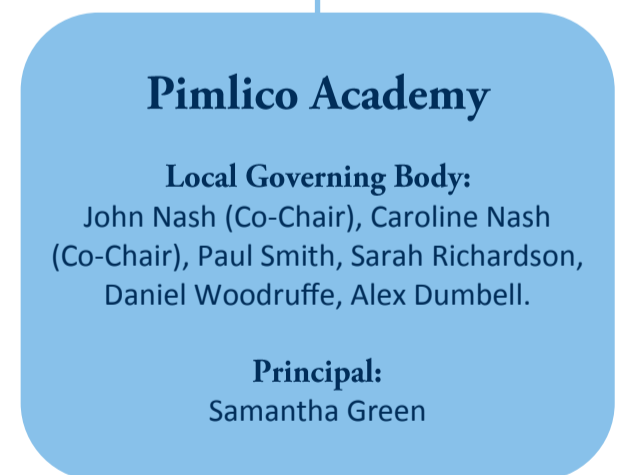 Pimlico Academy
Local Governing Body:
John Nash (Co-Chair), Caroline Nash
(Co-Chair), Paul Smith, Sarah Richardson,
Daniel Woodruffe, Alex Dumbell.
Principal:
Samantha Green